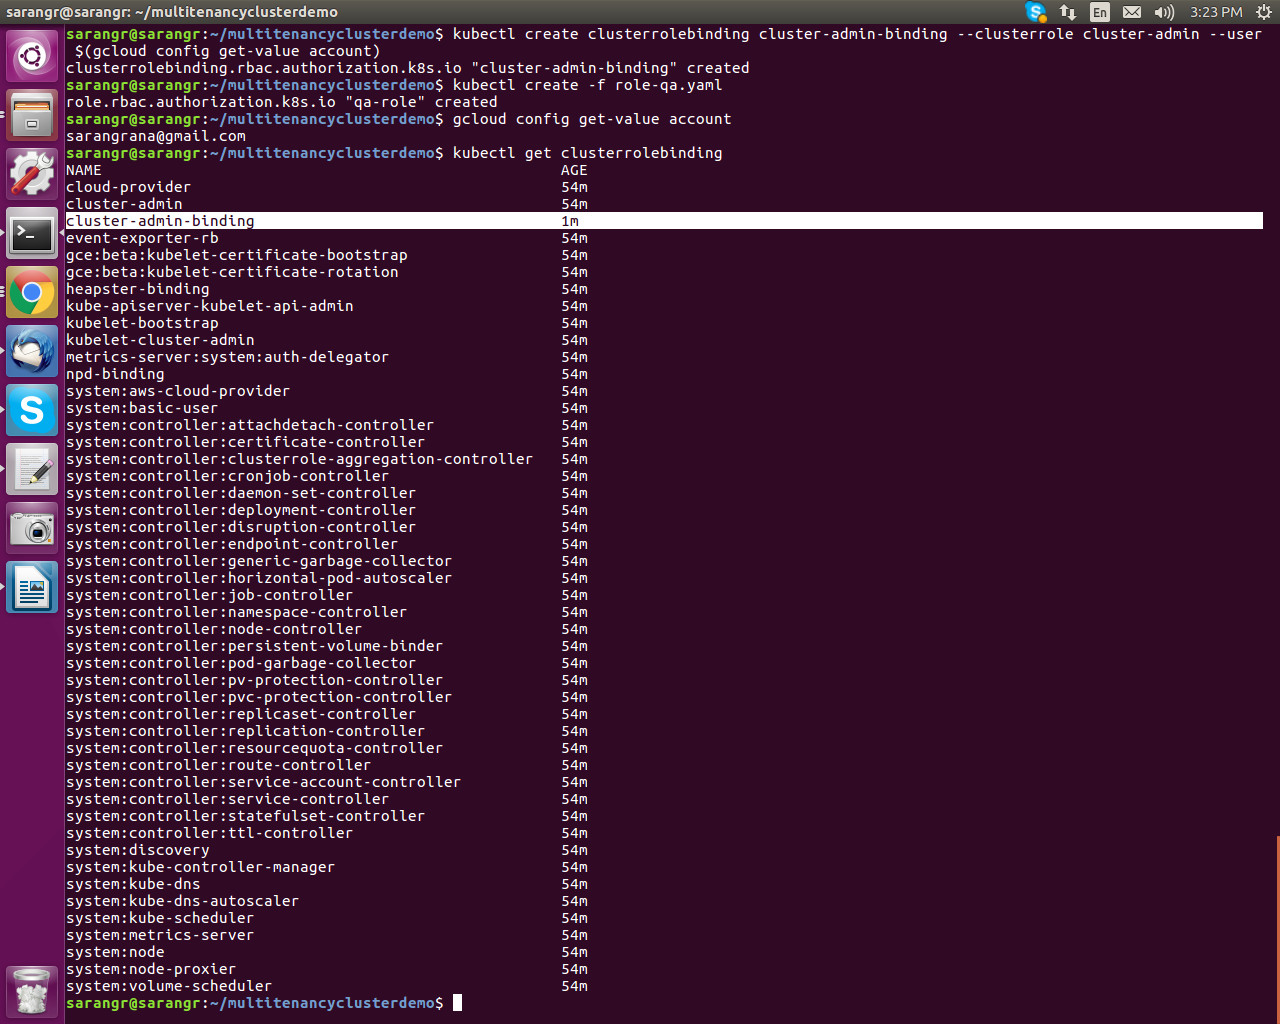 sarangr@sarangr: ~/multitenancyclusterdemo En 3:23 PM
sarangr@sarangr:~/multitenancyclusterdemo$ kubectl create clusterrolebinding cluster-admin-binding --clusterrole cluster-admin --user
$(gcloud config get-value account)
clusterrolebinding.rbac.authorization.k8s.io "cluster-admin-binding" created
sarangr@sarangr:~/multitenancyclusterdemo$ kubectl create -f role-qa.yaml
role.rbac.authorization.k8s.io "qa-role" created
sarangr@sarangr:~/multitenancyclusterdemo$ gcloud config get-value account
sarangrana@gmail.com
sarangr@sarangr:~/multitenancyclusterdemo$ kubectl get clusterrolebinding
NAME AGE
cloud-provider 54m
cluster-admin 54m
cluster-admin-binding 1m
event-exporter-rb 54m
gce:beta:kubelet-certificate-bootstrap 54m
gce:beta:kubelet-certificate-rotation 54m
heapster-binding 54m
kube-apiserver-kubelet-api-admin 54m
kubelet-bootstrap 54m
kubelet-cluster-admin 54m
metrics-server:system:auth-delegator 54m
npd-binding 54m
system:aws-cloud-provider 54m
system:basic-user 54m
system:controller:attachdetach-controller 54m
system:controller:certificate-controller 54m
system:controller:clusterrole-aggregation-controller 54m
system:controller:cronjob-controller 54m
system:controller:daemon-set-controller 54m
system:controller:deployment-controller 54m
system:controller:disruption-controller 54m
system:controller:endpoint-controller 54m
system:controller:generic-garbage-collector 54m
system:controller:horizontal-pod-autoscaler 54m
system:controller:job-controller 54m
system:controller:namespace-controller 54m
system:controller:node-controller 54m
system:controller:persistent-volume-binder 54m
system:controller:pod-garbage-collector 54m
system:controller:pv-protection-controller 54m
system:controller:pvc-protection-controller 54m
system:controller:replicaset-controller 54m
system:controller:replication-controller 54m
system:controller:resourcequota-controller 54m
system:controller:route-controller 54m
system:controller:service-account-controller 54m
system:controller:service-controller 54m
system:controller:statefulset-controller 54m
system:controller:ttl-controller 54m
system:discovery 54m
system:kube-controller-manager 54m
system:kube-dns 54m
system:kube-dns-autoscaler 54m
system:kube-scheduler 54m
system:metrics-server 54m
system:node 54m
system:node-proxier 54m
system:volume-scheduler 54m
sarangr@sarangr:~/multitenancyclusterdemo$